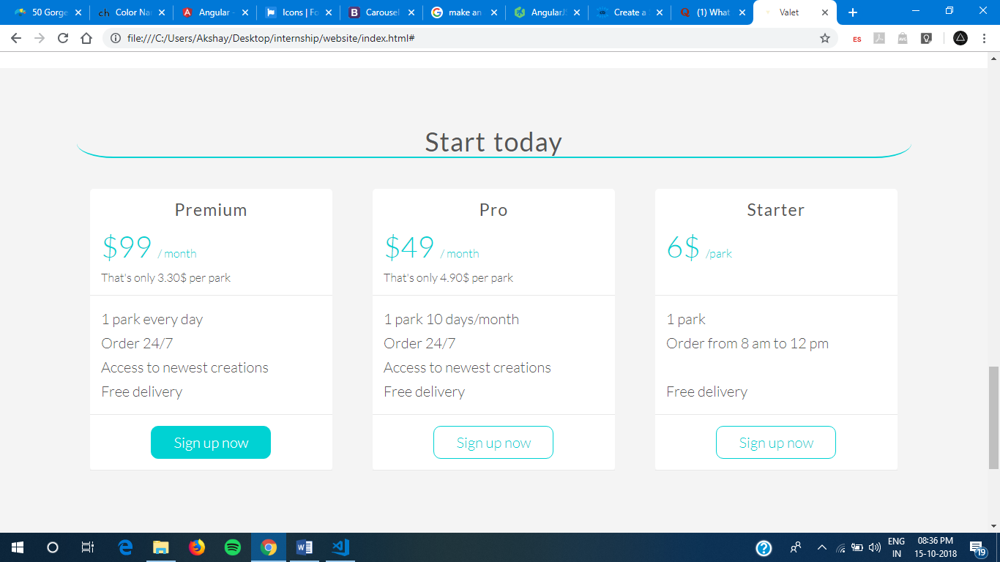 50 Gorge
Color Nar
Angular -
Icons | Fo
Carousel
make an
AngularJS
Create a
(1) What
Valet
file:///C:/Users/Akshay/Desktop/internship/website/index.html#
ES
Start today
Premium
$99 / month
That's only 3.30$ per park
1 park every day
Order 24/7
Access to newest creations
Free delivery
Sign up now
Pro
$49 / month
That's only 4.90$ per park
1 park 10 days/month
Order 24/7
Access to newest creations
Free delivery
Sign up now
Starter
6$ /park
1 park
Order from 8 am to 12 pm
Free delivery
Sign up now
ENG
IN
08:36 PM
15-10-2018
19